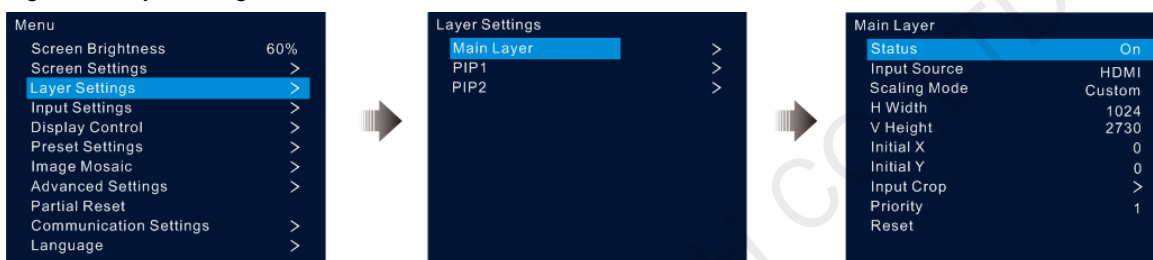 Menu
Screen Brightness 60%
Screen Settings >
Layer Settings >
Input Settings >
Display Control >
Preset Settings >
Image Mosaic >
Advanced Settings >
Partial Reset
Communication Settings >
Language >
Layer Settings
Main Layer >
PIP1 >
PIP2 >
Main Layer
Status On
Input Source HDMI
Scaling Mode Custom
H Width 1024
V Height 2730
Initial X 0
Initial Y 0
Input Crop >
Priority 1
Reset